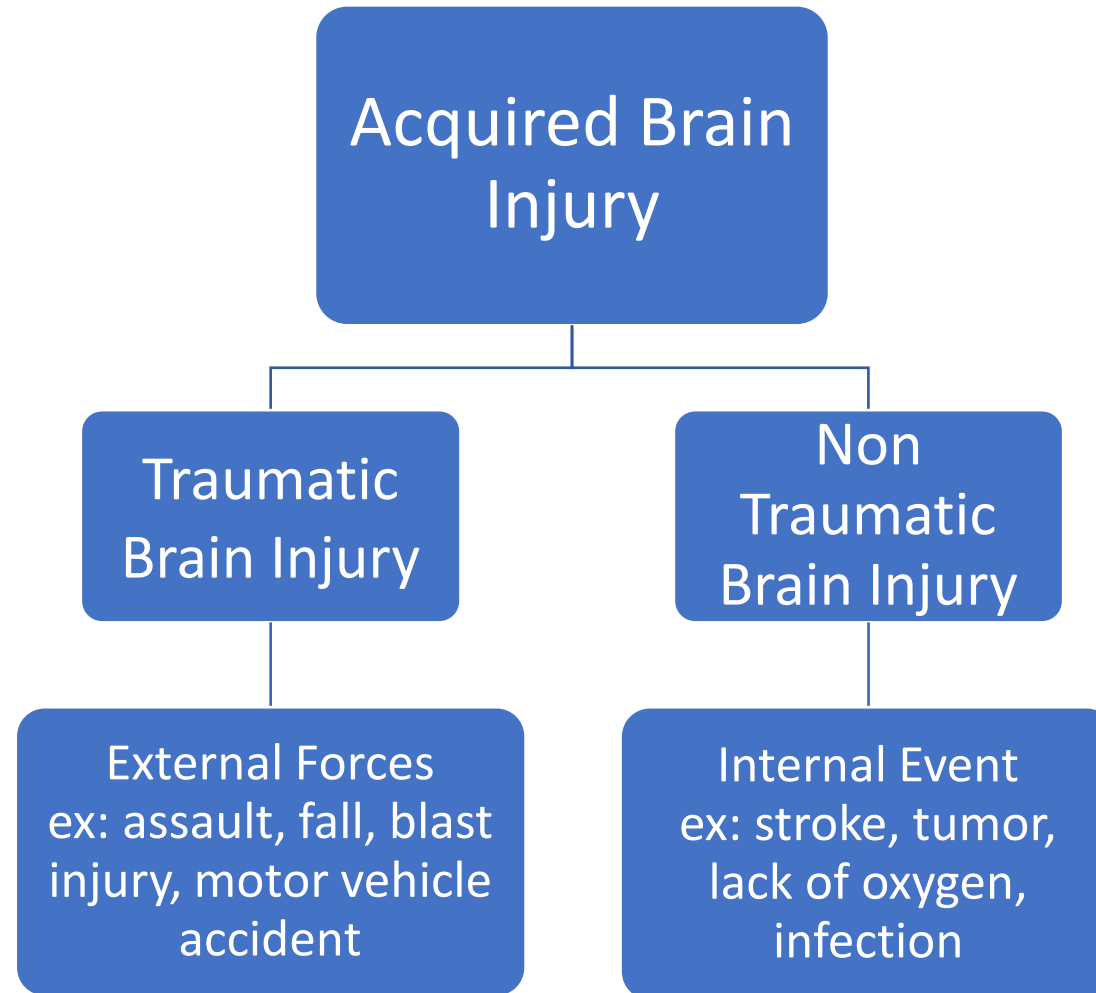 Acquired Brain
Injury
Traumatic
Brain Injury
Non
Traumatic
Brain Injury
External Forces
ex: assault, fall, blast
injury, motor vehicle
accident
Internal Event
ex: stroke, tumor,
lack of oxygen,
infection